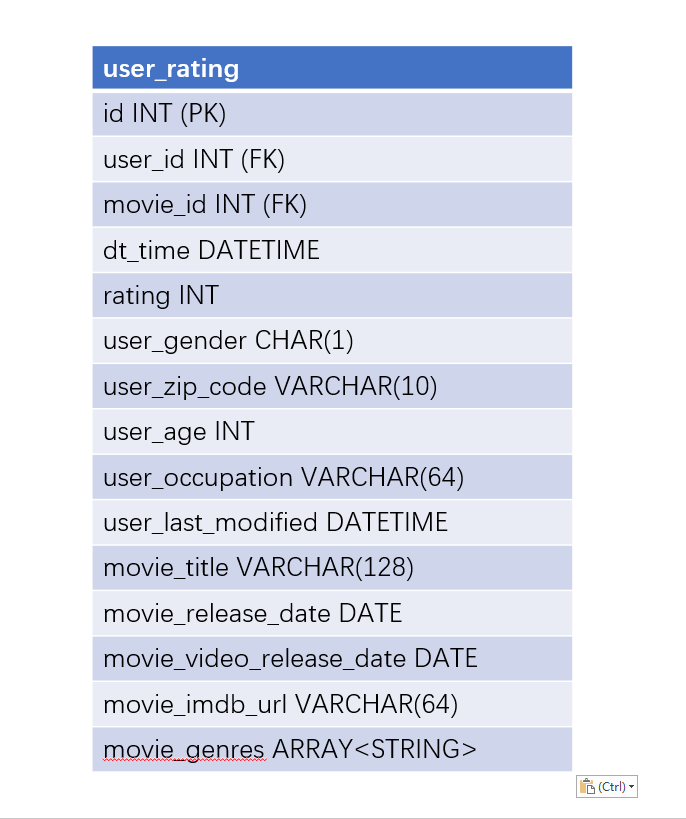 user_rating
id INT (PK)
user_id INT (FK)
movie_id INT (FK)
dt_time DATETIME
rating INT
user_gender CHAR(1)
user_zip_code VARCHAR(10)
user_age INT
user_occupation VARCHAR(64)
user_last_modified DATETIME
movie_title VARCHAR(128)
movie_release_date DATE
movie_video_release_date DATE
movie_imdb_url VARCHAR(64)
movie_genres ARRAY<STRING>
(Ctrl)